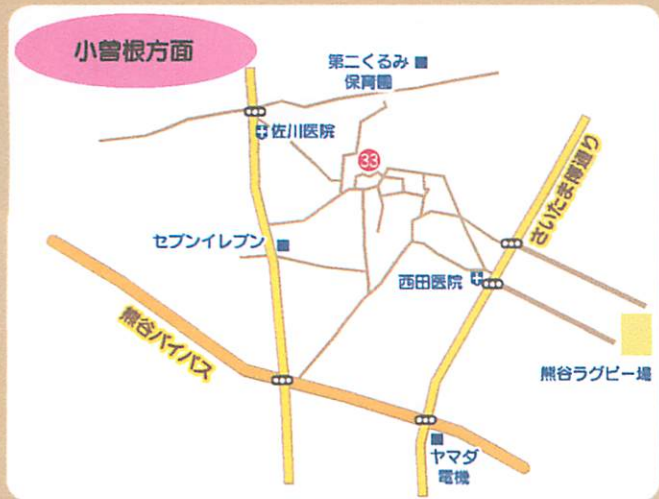 小曽根方面
第二くるみ
保育園
佐川医院
33
さいたま博通り
セブンイレブン
西田医院
熊谷バイパス
熊谷ラグビー場
ヤマダ
電機